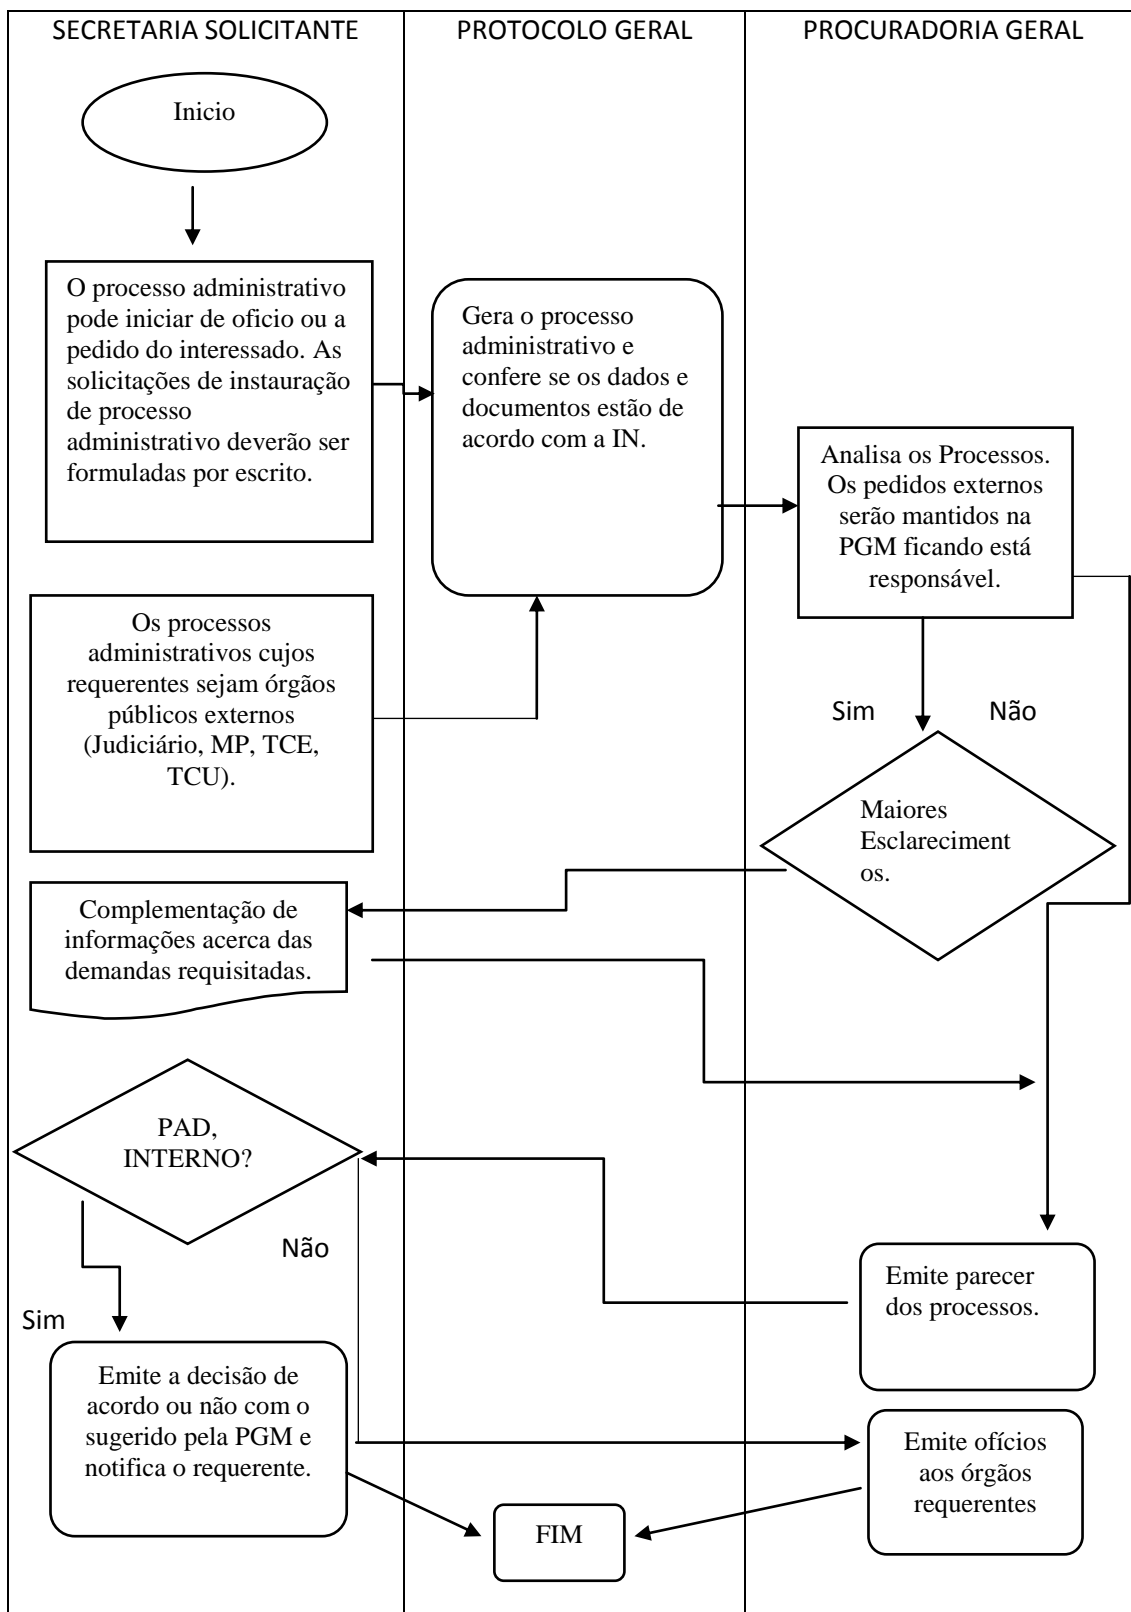 SECRETARIA SOLICITANTE
PROTOCOLO GERAL
PROCURADORIA GERAL
Inicio
O processo administrativo
pode iniciar de oficio ou a
pedido do interessado. As
solicitações de instauração
de processo
administrativo deverão ser
formuladas por escrito.
Gera o processo
administrativo e
confere se os dados e
documentos estão de
acordo com a IN.
Analisa os Processos.
Os pedidos externos
serão mantidos na
PGM ficando está
responsável.
Os processos
administrativos cujos
requerentes sejam órgãos
públicos externos
(Judiciário, MP, TCE,
TCU).
Sim
Não
Maiores
Escareciment
os.
Complementação de
informações acerca das
demandas requisitadas.
PAD,
INTERNO?
Não
Sim
Emite parecer
dos processos.
Emite a decisão de
acordo ou não com o
sugerido pela PGM e
notifica o requerente.
Emite ofícios
aos órgãos
requerentes
FIM